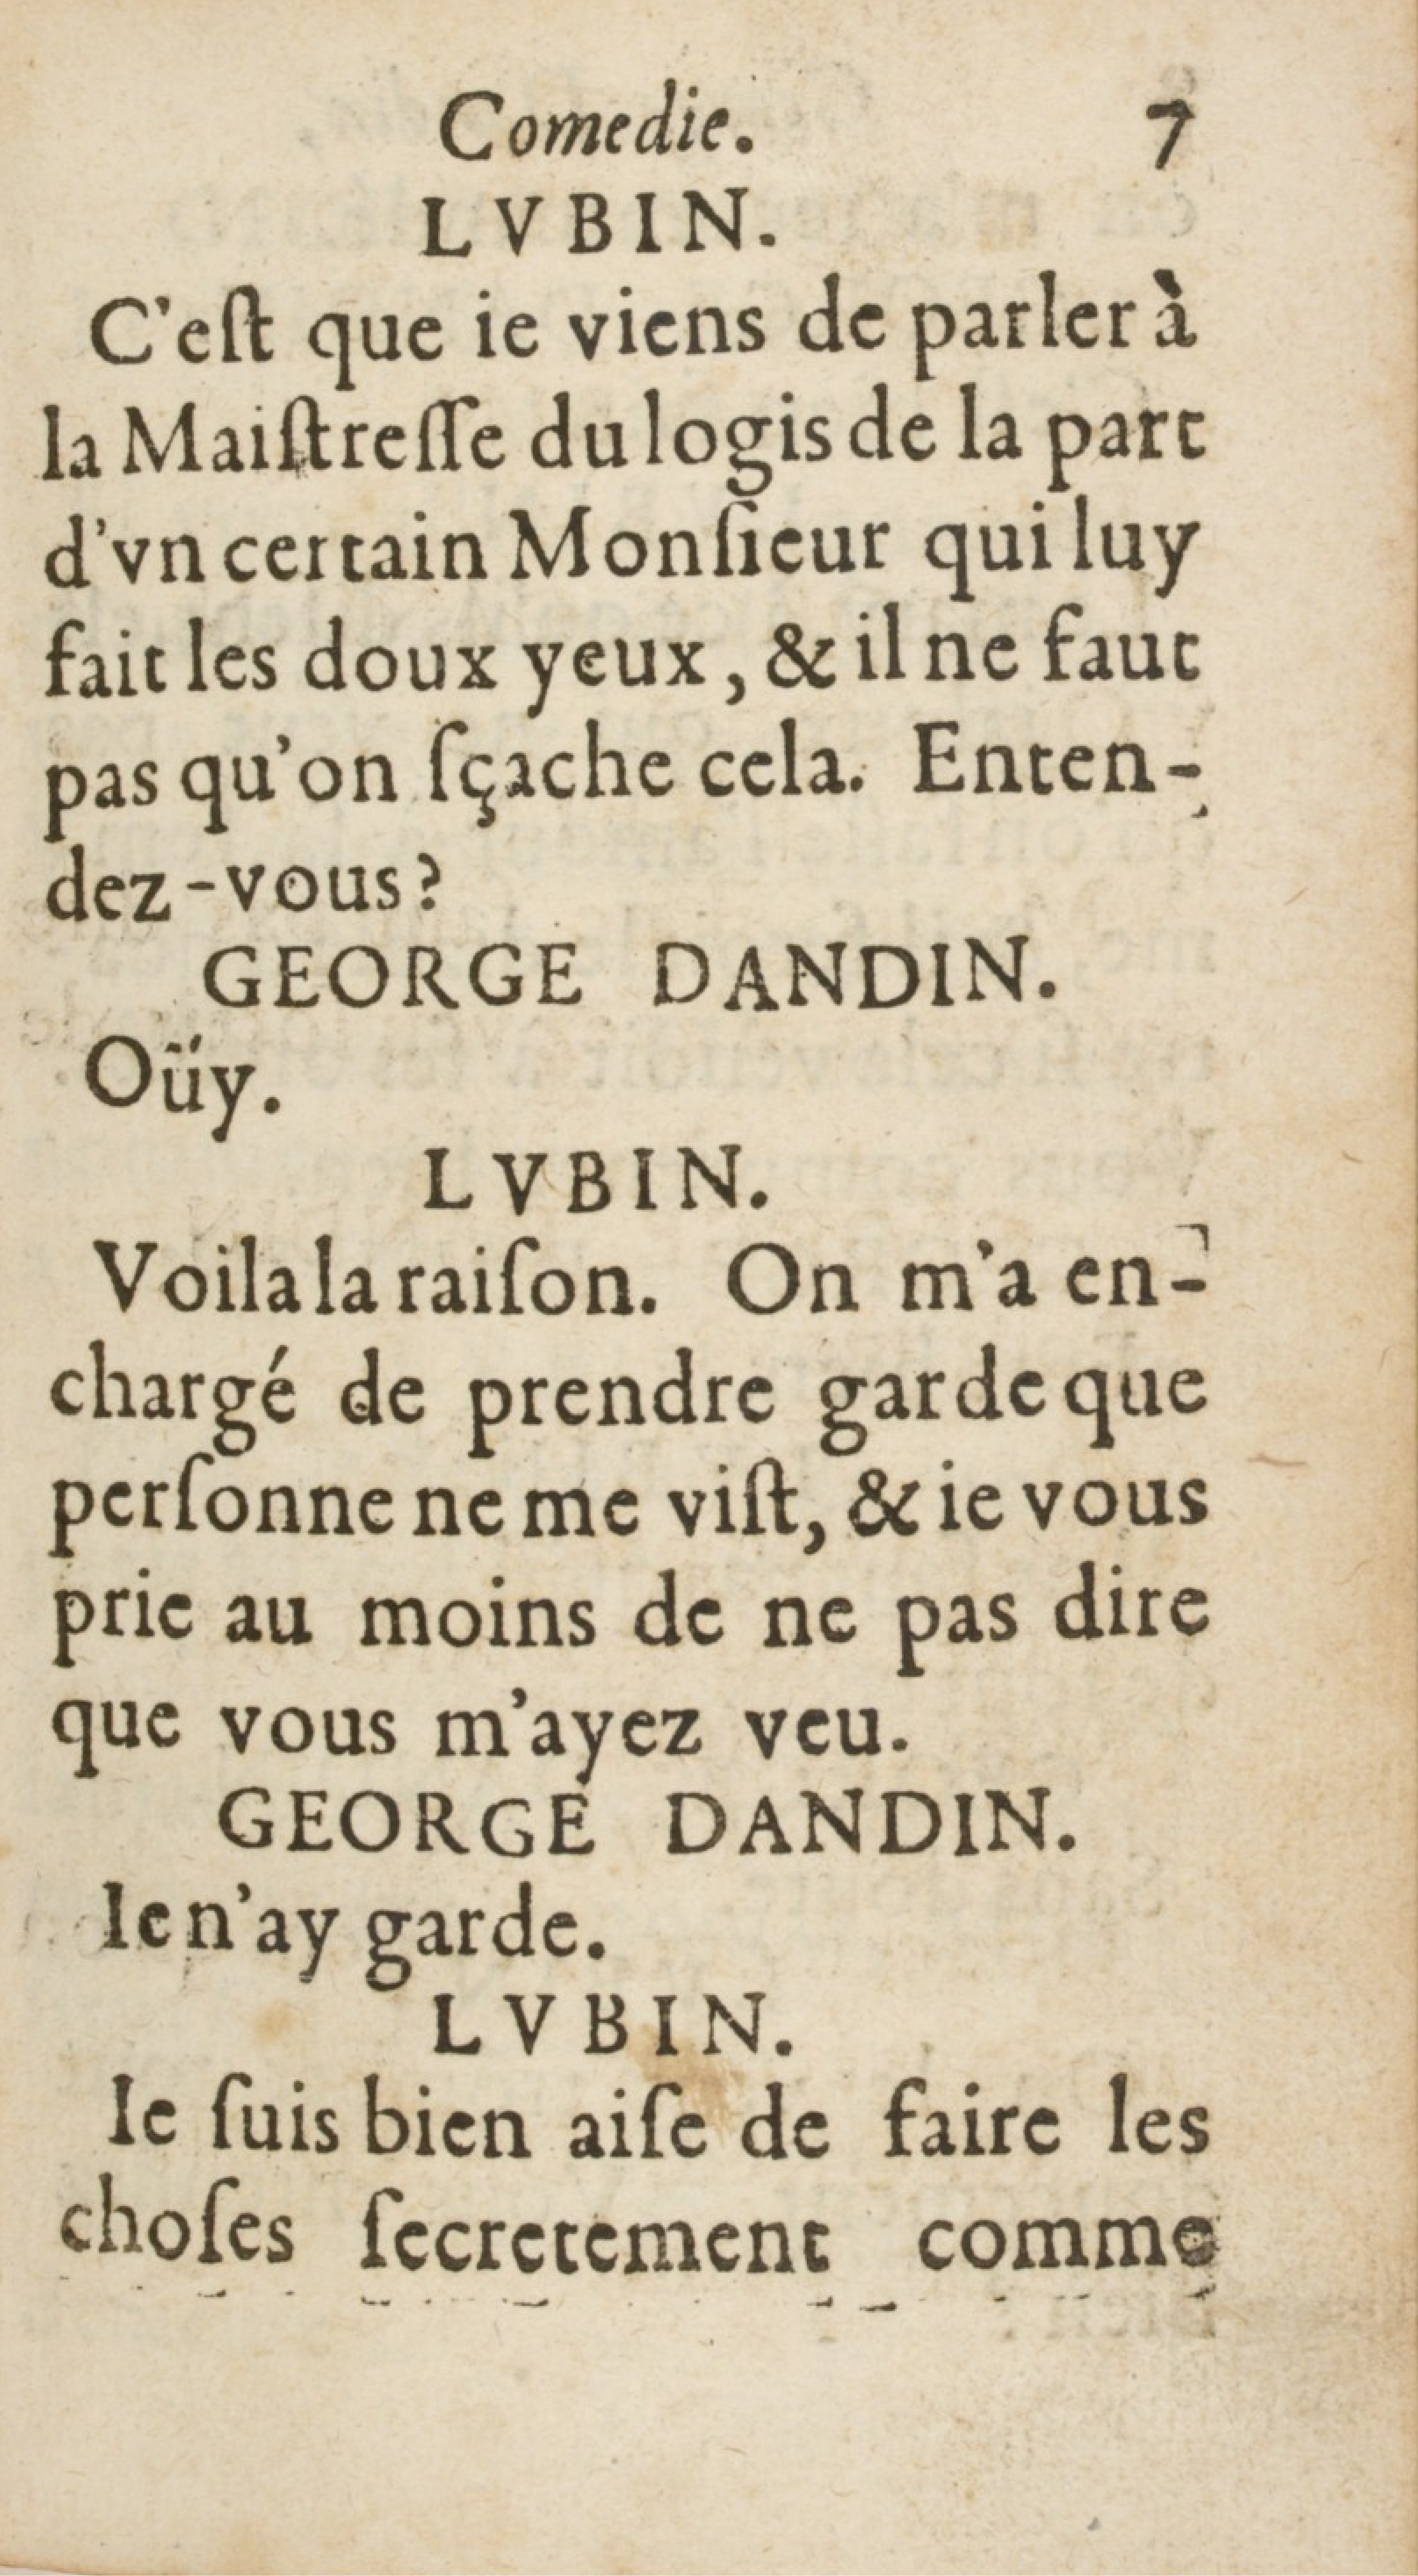 Comedie. 7
LVBIN.
C'eſt que ie viens de parler à
la Maiſtreſſe du logis de la part
d'vn certain Monſieur qui luy
fait les doux yeux, & il ne faut
pas qu'on ſçache cela. Enten-
dez-vous?
GEORGE DANDIN.
Oüy.
LVBIN.
Voila la raiſon. On m'a en-
chargé de prendre garde que
perſonne ne me viſt, & ie vous
prie au moins de ne pas dire
que vous m'ayez veu.
GEORGE DANDIN.
Ie n'ay garde.
LVBIN.
Ie ſuis bien aiſe de faire les
choſes ſecretement comme